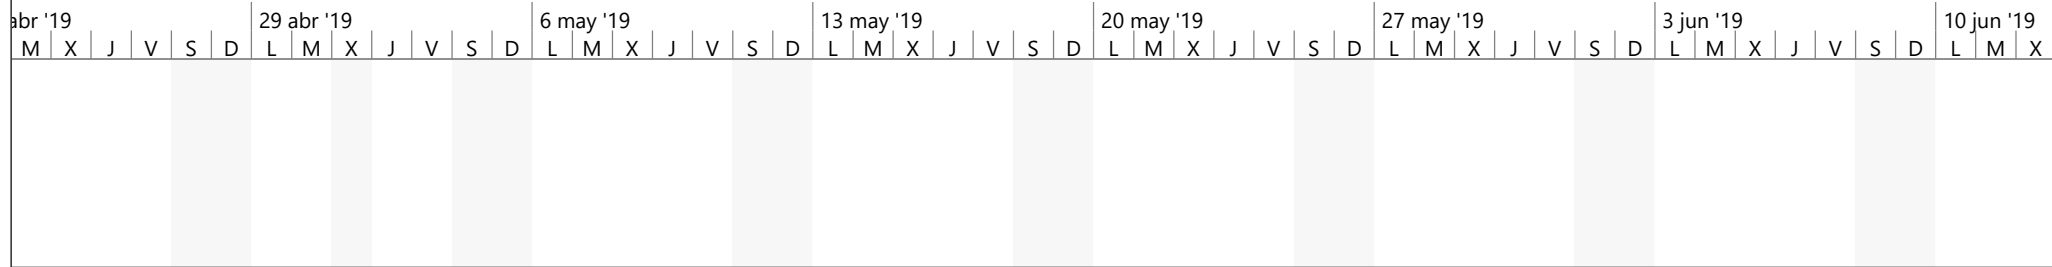 abr '19 29 abr '19 6 may '19 13 may '19 20 may '19 27 may '19 3 jun '19 10 jun '19
M X J V S D L M X J V S D L M X J V S D L M X J V S D L M X J V S D L M X J V S D L M X J V S D L M X